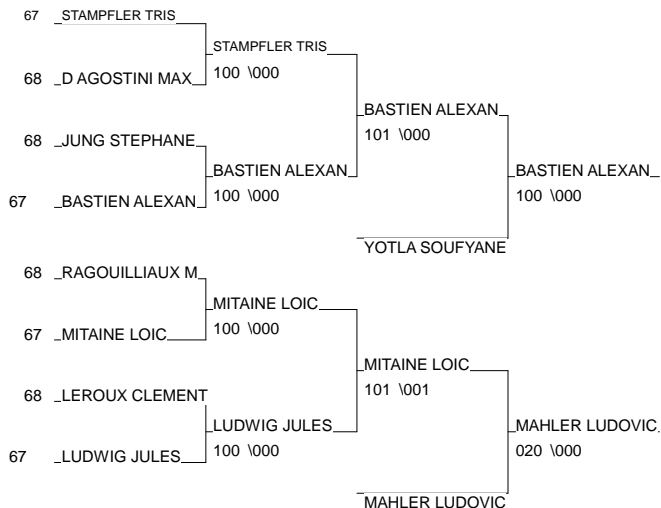 67 STAMPFLER TRIS
STAMPFLER TRIS
68 D AGOSTINI MAX
100 \000
BASTIEN ALEXAN
101 \000
68 JUNG STEPHANE
BASTIEN ALEXAN
100 \000
67 BASTIEN ALEXAN
BASTIEN ALEXAN
100 \000
YOTLA SOUFYANE
68 RAGOUILLIAUX M
MITAINE LOIC
100 \000
67 MITAINE LOIC
MITAINE LOIC
101 \001
68 LEROUX CLEMENT
LUDWIG JULES
100 \000
67 LUDWIG JULES
MAHLER LUDOVIC
020 \000
MAHLER LUDOVIC